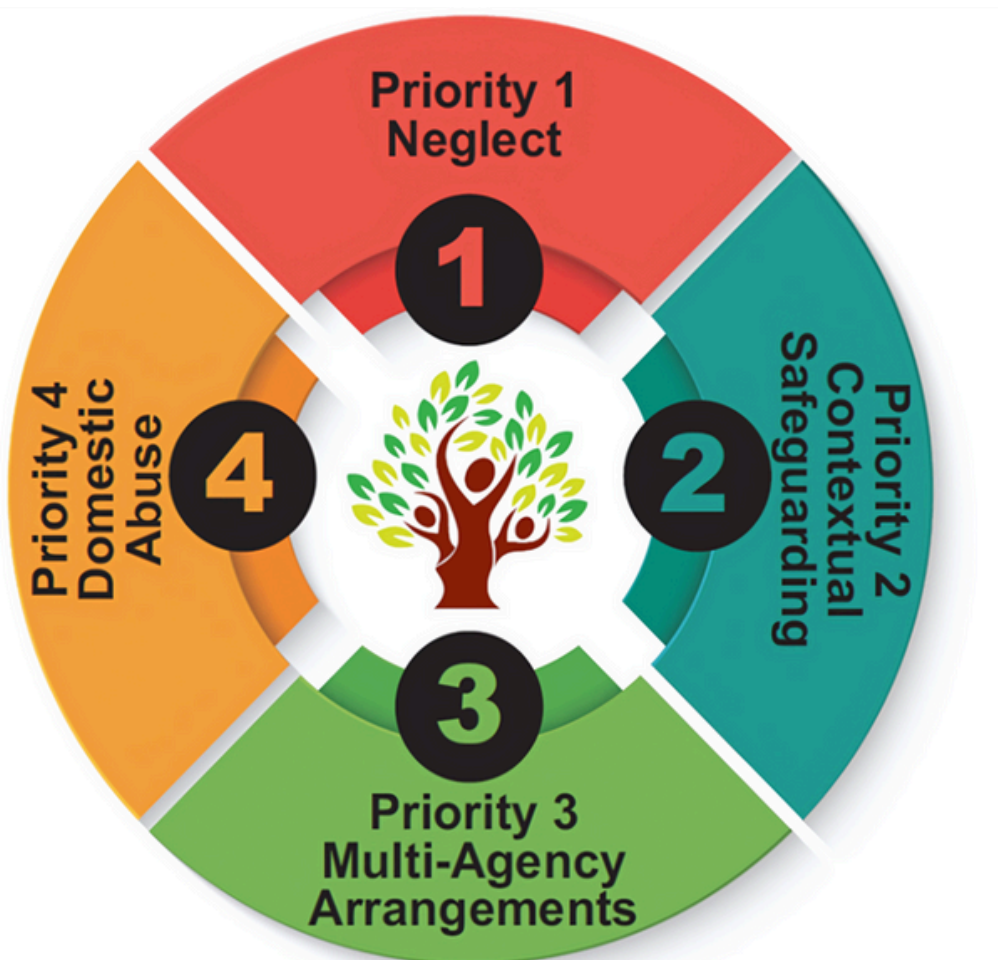 Priority 1
Neglect
1
Priority 2
Contextual
Safeguarding
2
3
Priority 3
Multi-Agency
Arrangements
Priority 4
Domestic
Abuse
4